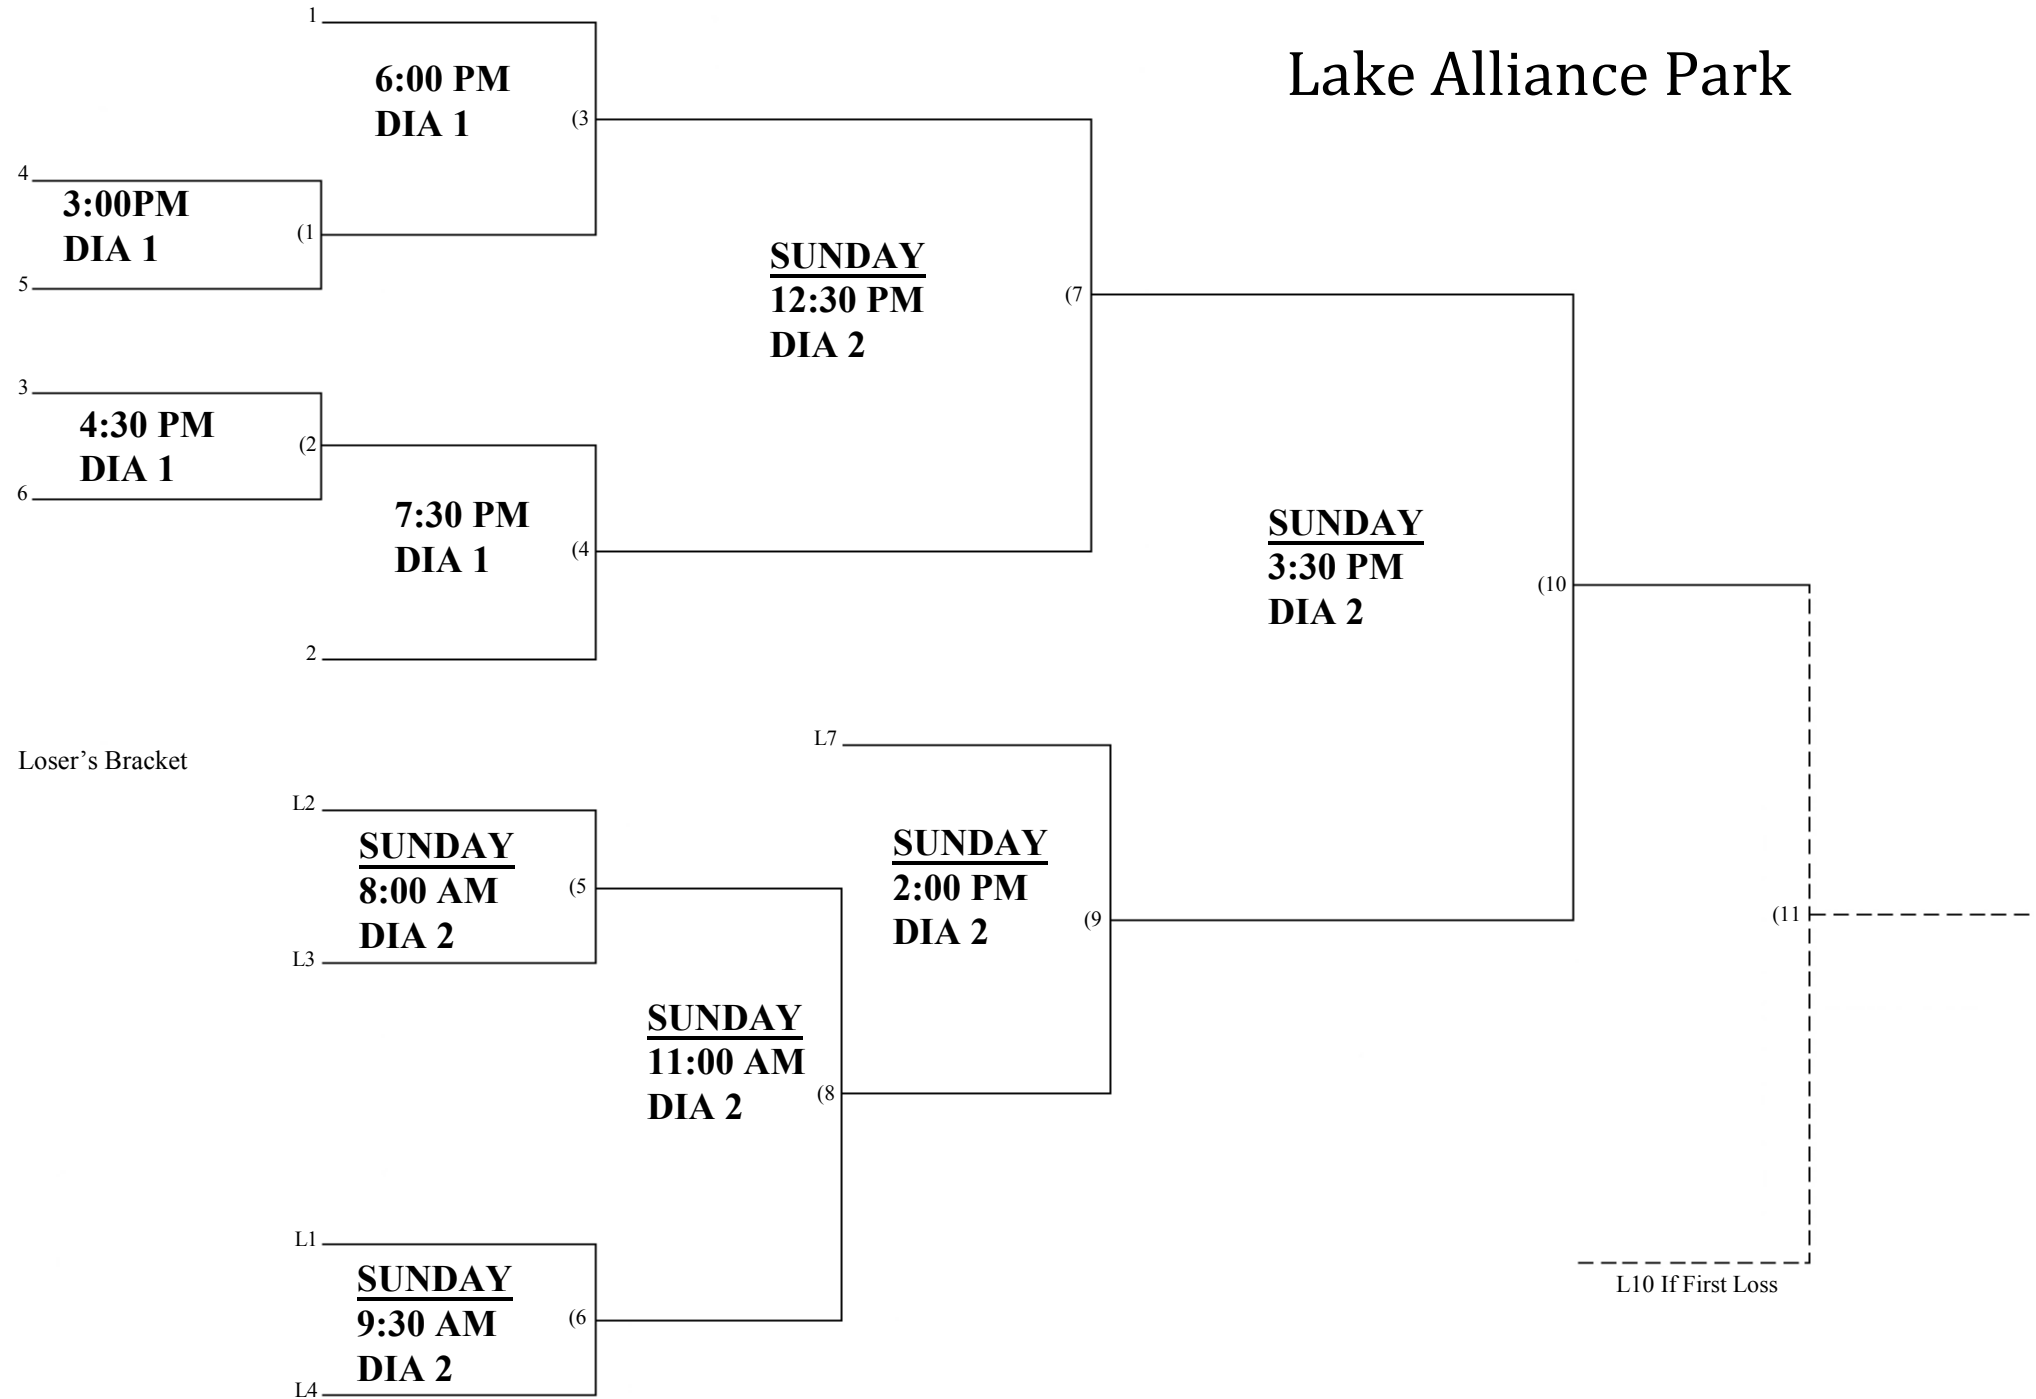 1
Lake Alliance Park
6:00 PM
DIA 1
(3
4
3:00PM
DIA 1
(1
5
SUNDAY
12:30 PM
DIA 2
(7
3
4:30 PM
DIA 1
(2
6
7:30 PM
DIA 1
(4
2
SUNDAY
3:30 PM
DIA 2
(10
Loser’s Bracket
L7
L2
SUNDAY
8:00 AM
DIA 2
(5
L3
SUNDAY
2:00 PM
DIA 2
(9
(11
SUNDAY
11:00 AM
DIA 2
(8
L1
SUNDAY
9:30 AM
DIA 2
(6
L4
L10 If First Loss